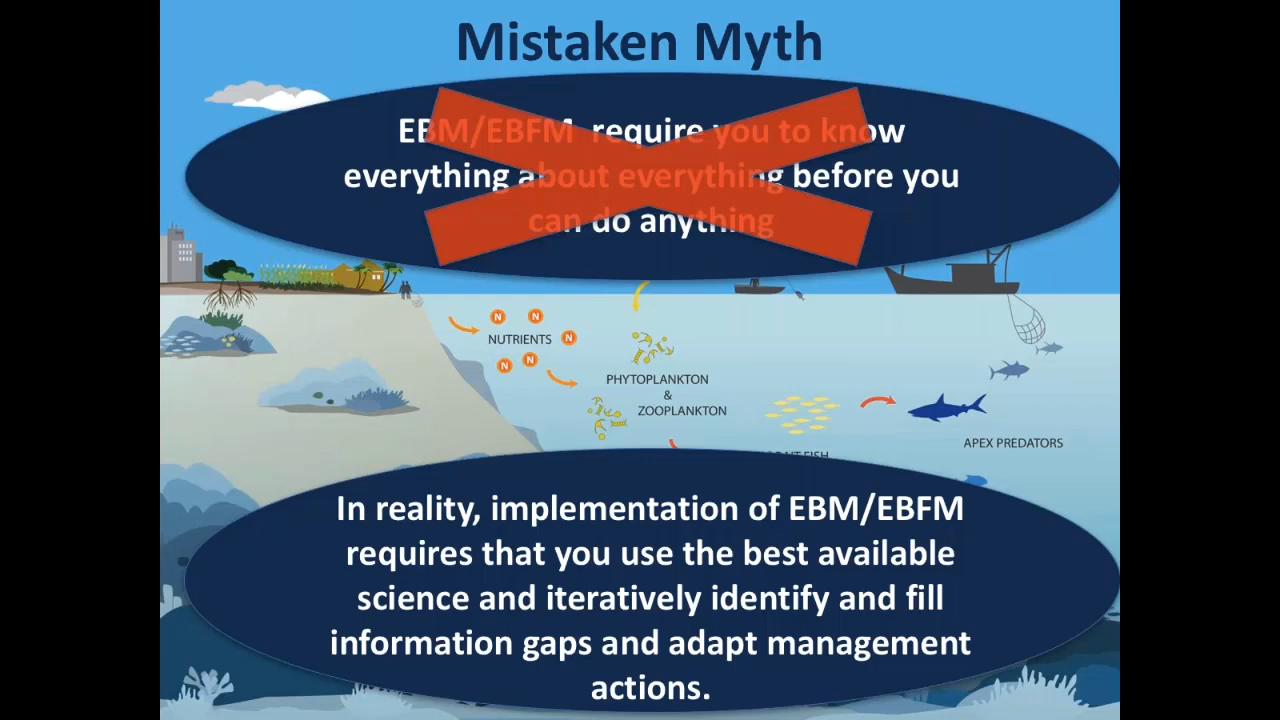 Mistaken Myth
EBM/EBFM require you to know
everything about everything before you
can do anything
N
N
NUTRIENTS
N
N
N
PHYTOPLANKTON
&
ZOOPLANKTON
APEX PREDATORS
FISH
In reality, implementation of EBM/EBFM
requires that you use the best available
science and iteratively identify and fill
information gaps and adapt management
actions.